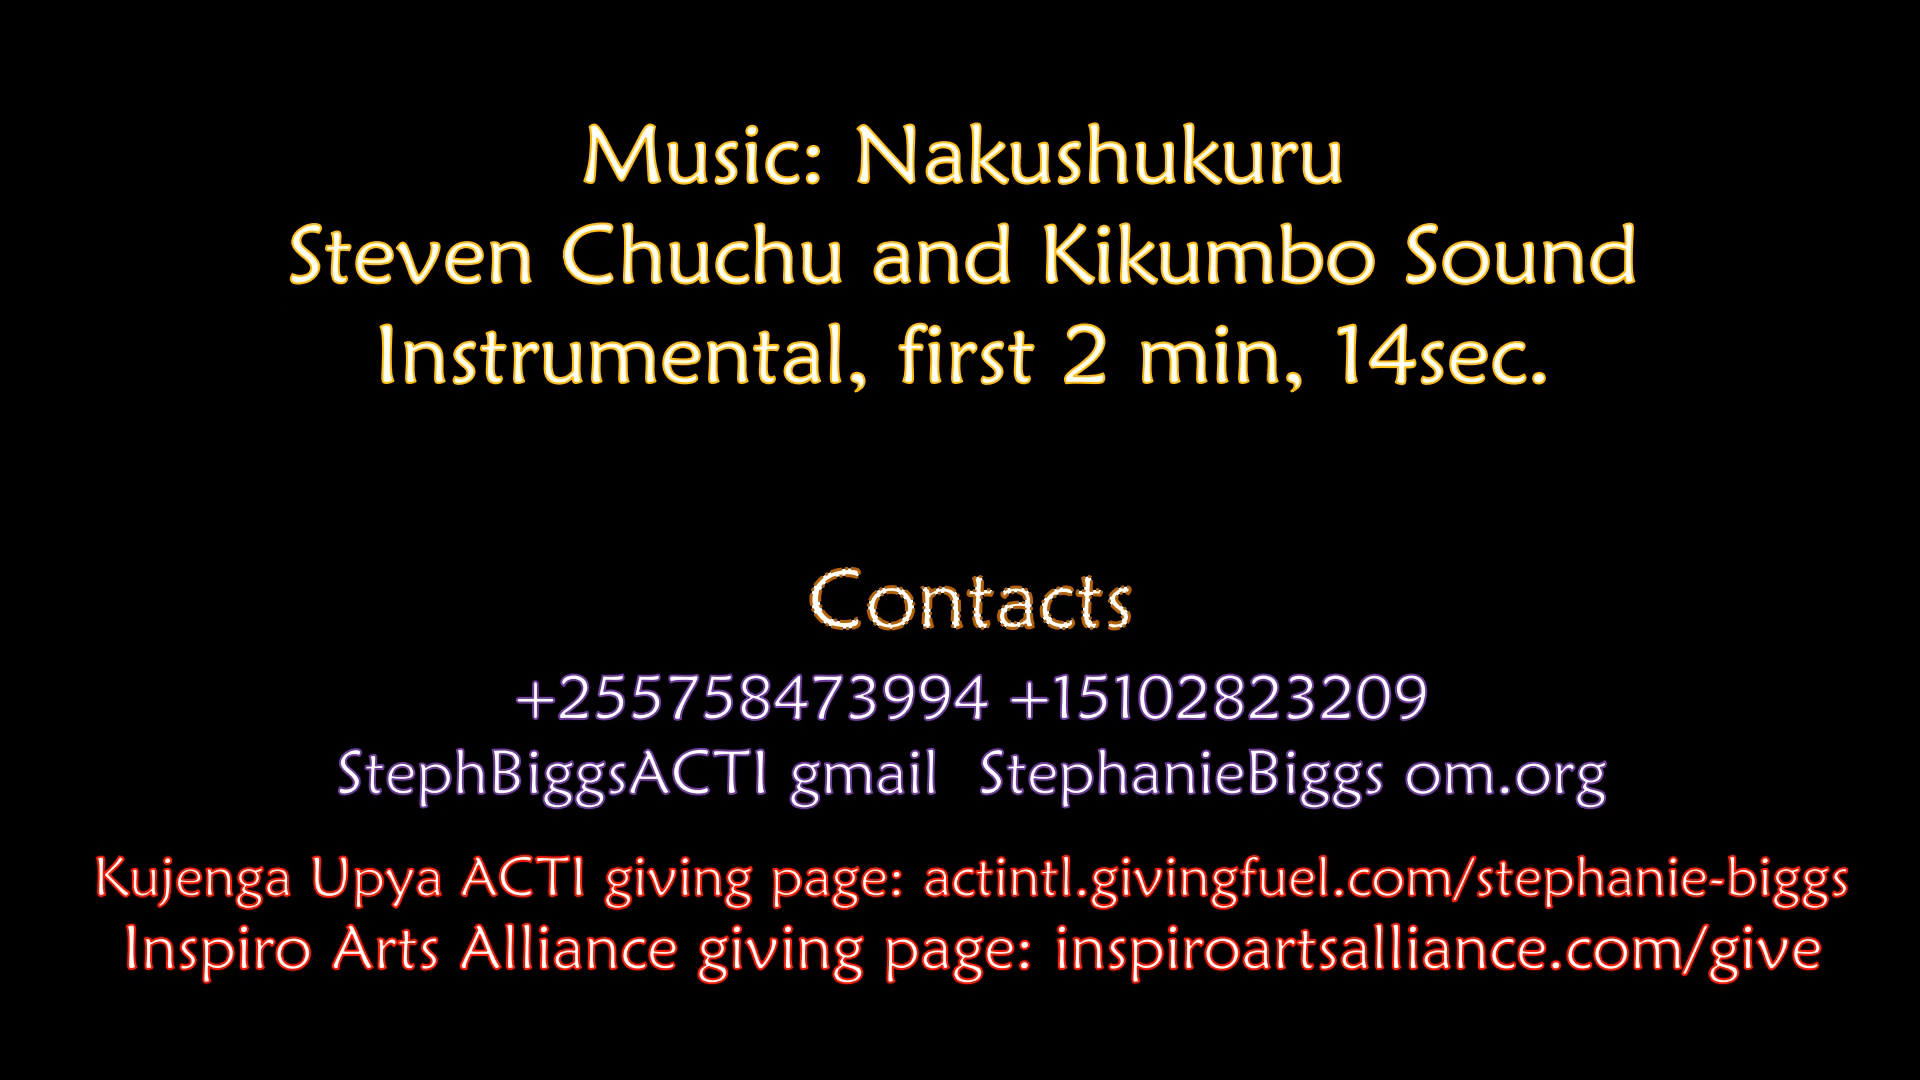 Music: Nakushukuru
Steven Chuchu and Kikumbo Sound
Instrumental, first 2 min, 14sec.
Contacts
+255758473994 +15102823209
StephBiggsACTI gmail  StephanieBiggs om.org
Kujenga Upya ACTI giving page: actintl.givingfuel.com/stephanie-biggs
Inspiro Arts Alliance giving page: inspiroartsalliance.com/give